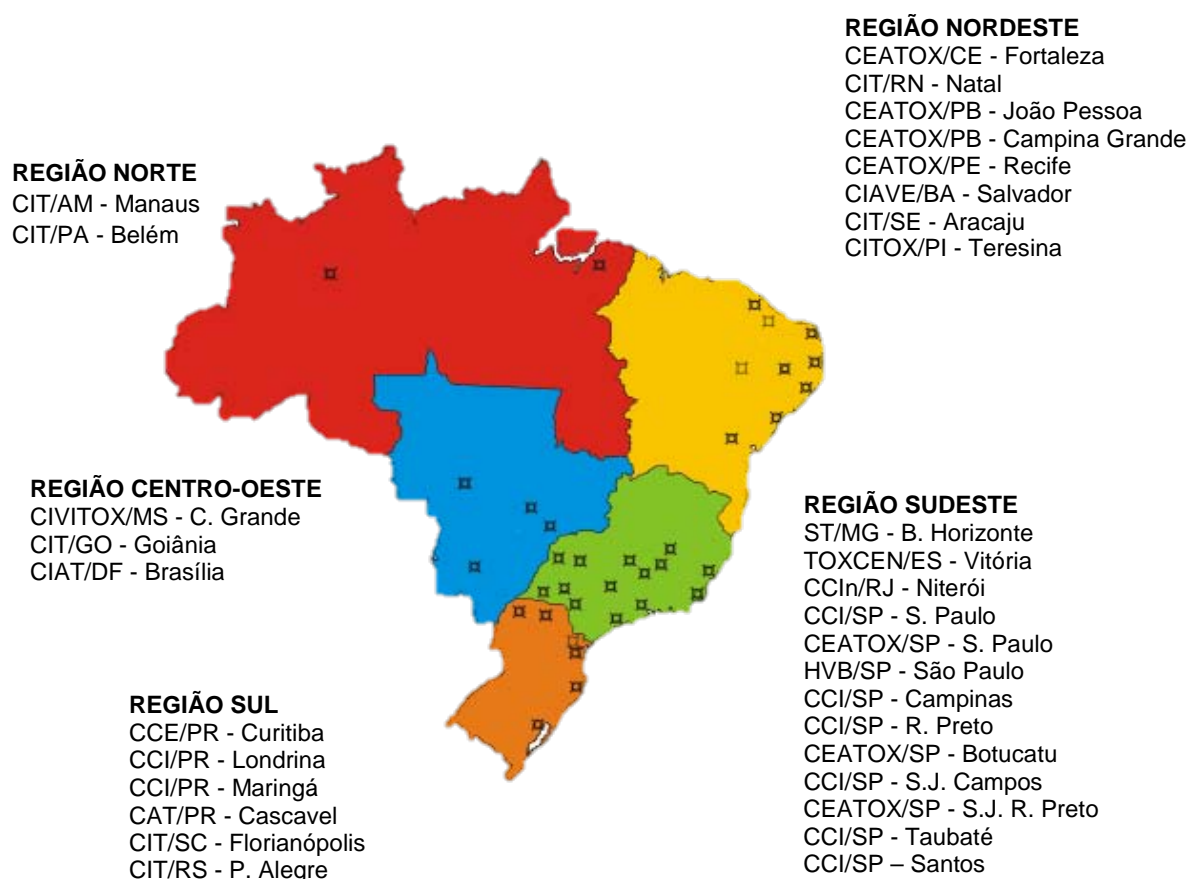 REGIÃO NORTE
CIT/AM - Manaus
CIT/PA - Belém
REGIÃO NORDESTE
CEATOX/CE - Fortaleza
CIT/RN - Natal
CEATOX/PB - João Pessoa
CEATOX/PB - Campina Grande
CEATOX/PE - Recife
CIAVE/BA - Salvador
CIT/SE - Aracaju
CITOX/PI - Teresina
REGIÃO CENTRO-OESTE
CIVITOX/MS - C. Grande
CIT/GO - Goiânia
CIAT/DF - Brasília
REGIÃO SUDESTE
ST/MG - B. Horizonte
TOXCEN/ES - Vitória
CCIn/RJ - Niterói
CCI/SP - S. Paulo
CEATOX/SP - S. Paulo
HVB/SP - São Paulo
CCI/SP - Campinas
CCI/SP - R. Preto
CEATOX/SP - Botucatu
CCI/SP - S.J. Campos
CEATOX/SP - S.J. R. Preto
CCI/SP - Taubaté
CCI/SP – Santos
REGIÃO SUL
CCE/PR - Curitiba
CCI/PR - Londrina
CCI/PR - Maringá
CAT/PR - Cascavel
CIT/SC - Florianópolis
CIT/RS - P. Alegre